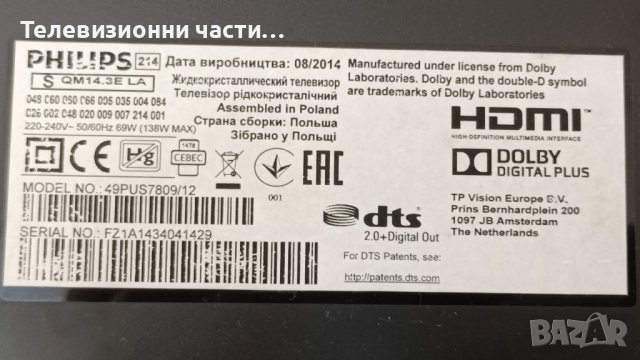 Телевизионни части...
PHILIPS 214 Дата виробництва: 08/2014
S QM14.3E LA
Жидкокристаллический телевизор
Телевізор рідкокристалічний
048 C60 050 C66 005 035 004 084
Assembled in Poland
C26 002 C48 020 009 007 214 001
Страна сборки: Польша
220-240V~ 50/60Hz 69W (138W MAX)
Зібрано у Польщі
Manufactured under license from Dolby
Laboratories. Dolby and the double-D symbol
are trademarks of Dolby Laboratories
HDMI
HIGH-DEFINITION MULTIMEDIA INTERFACE
CE Hg 1478 CEBEC EAC
001
DOLBY
DIGITAL PLUS
MODEL NO.: 49PUS7809/12
SERIAL NO.: FZ1A1434041429
dts
2.0+Digital Out
For DTS Patents, see:
http://patents.dts.com
TP Vision Europe B.V.
Prins Bernhardplein 200
1097 JB Amsterdam
The Netherlands
BAZAR